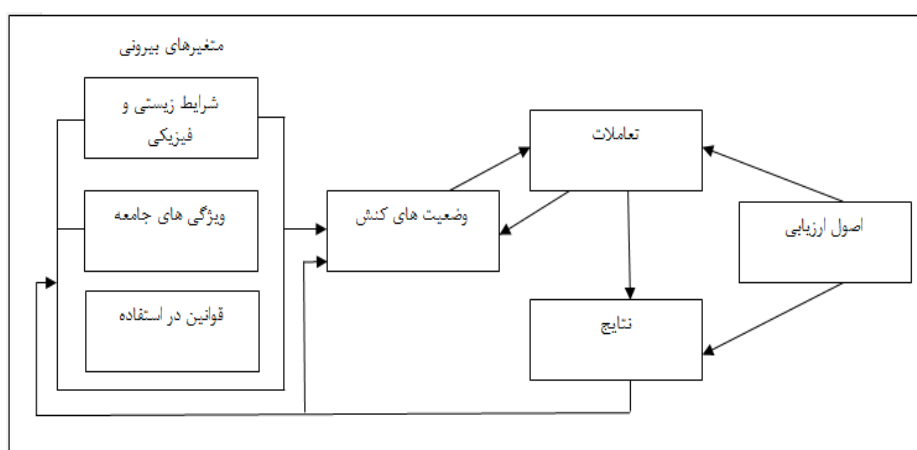 متغیرهای بیرونی
شرایط زیستی و
فیزیکی
ویژگی های جامعه
قوانین در استفاده
وضعیت های کنش
تعاملات
نتایج
اصول ارزیابی